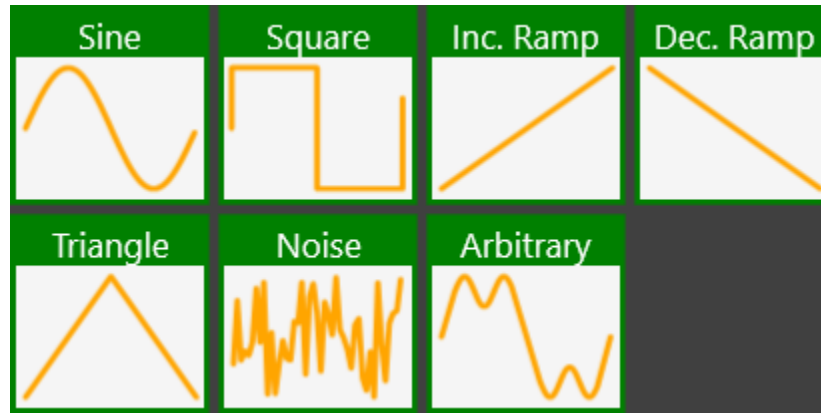 Sine
Square
Inc. Ramp
Dec. Ramp
Triangle
Noise
Arbitrary